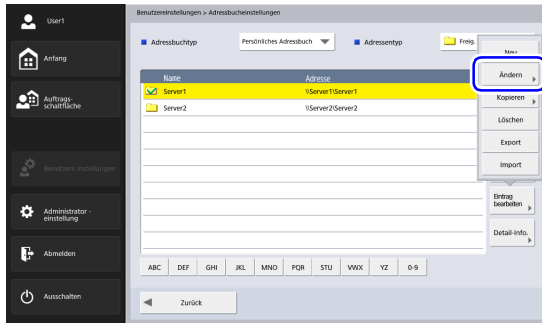 User1
Anfang
Auftrags-
schaltfläche
Benutzere instellungen
Administrator -
einstellung
Abmelden
Ausschalten
Benutzereinstellungen > Adressbucheinstellungen
Adressbuchtyp
Persönliches Adressbuch
Adressentyp
Freig.
Name Adresse
Server1 \\Server1\Server1
Server2 \\Server2\Server2
Neu
Ändern
Kopieren
Löschen
Export
Import
Eintrag
bearbeiten
Detail-Info.
ABC DEF GHI JKL MNO PQR STU VWX YZ 0-9
Zurück